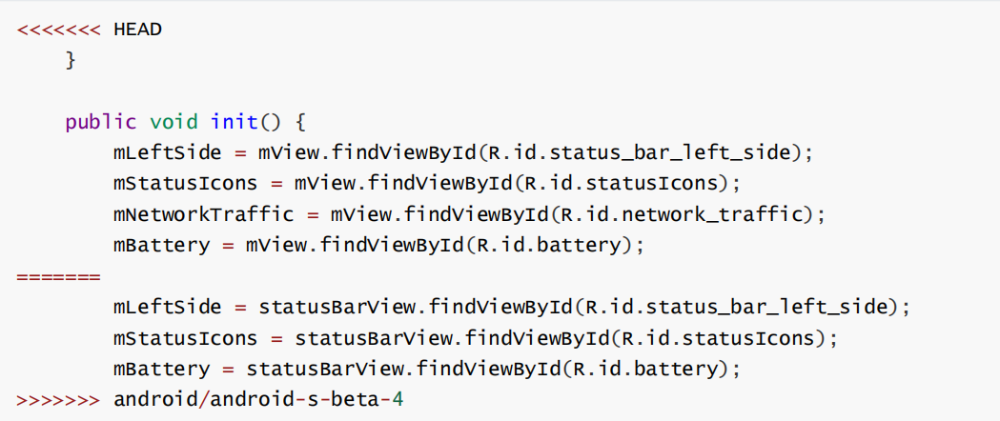 <<<<<<< HEAD
    }

    public void init() {
        mLeftSide = mView.findViewById(R.id.status_bar_left_side);
        mStatusIcons = mView.findViewById(R.id.statusIcons);
        mNetworkTraffic = mView.findViewById(R.id.network_traffic);
        mBattery = mView.findViewById(R.id.battery);
=======
        mLeftSide = statusBarView.findViewById(R.id.status_bar_left_side);
        mStatusIcons = statusBarView.findViewById(R.id.statusIcons);
        mBattery = statusBarView.findViewById(R.id.battery);
>>>>>>> android/android-s-beta-4